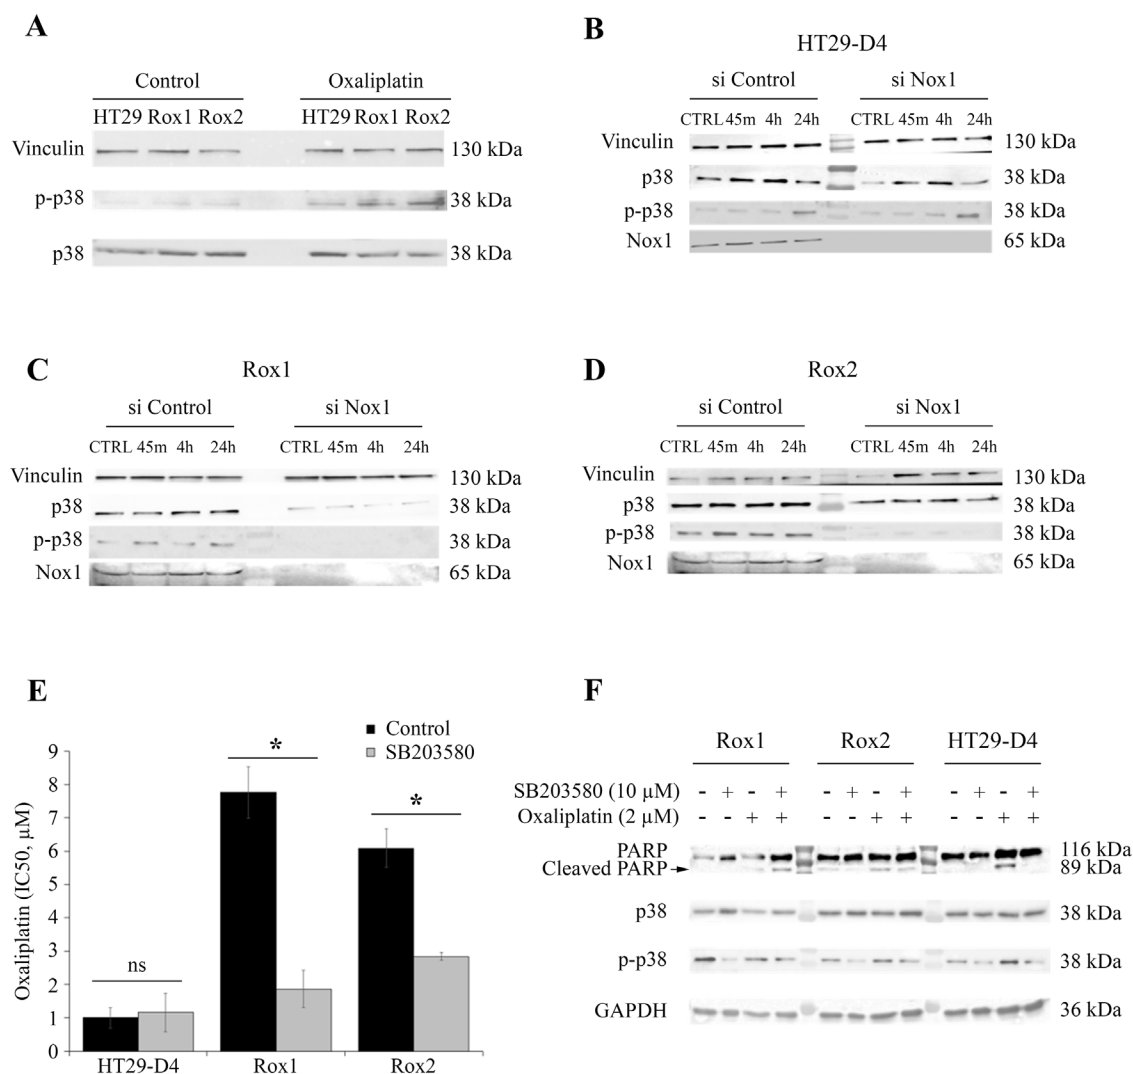 A
Control Oxaliplatin
HT29 Rox1 Rox2 HT29 Rox1 Rox2
Vinculin 130 kDa
p-p38 38 kDa
p38 38 kDa
B
HT29-D4
si Control si Nox1
CTRL 45m 4h 24h CTRL 45m 4h 24h
Vinculin 130 kDa
p38 38 kDa
p-p38 38 kDa
Nox1 65 kDa
C
Rox1
si Control si Nox1
CTRL 45m 4h 24h CTRL 45m 4h 24h
Vinculin 130 kDa
p38 38 kDa
p-p38 38 kDa
Nox1 65 kDa
D
Rox2
si Control si Nox1
CTRL 45m 4h 24h CTRL 45m 4h 24h
Vinculin 130 kDa
p38 38 kDa
p-p38 38 kDa
Nox1 65 kDa
E
Control
SB203580
Oxaliplatin (IC50, µM)
9
8
7
6
5
4
3
2
1
0
ns
*
*
HT29-D4 Rox1 Rox2
F
Rox1 Rox2 HT29-D4
SB203580 (10 µM) - + - + - + - + - + - +
Oxaliplatin (2 µM) - - + + - - + + - - + +
PARP 116 kDa
Cleaved PARP 89 kDa
p38 38 kDa
p-p38 38 kDa
GAPDH 36 kDa